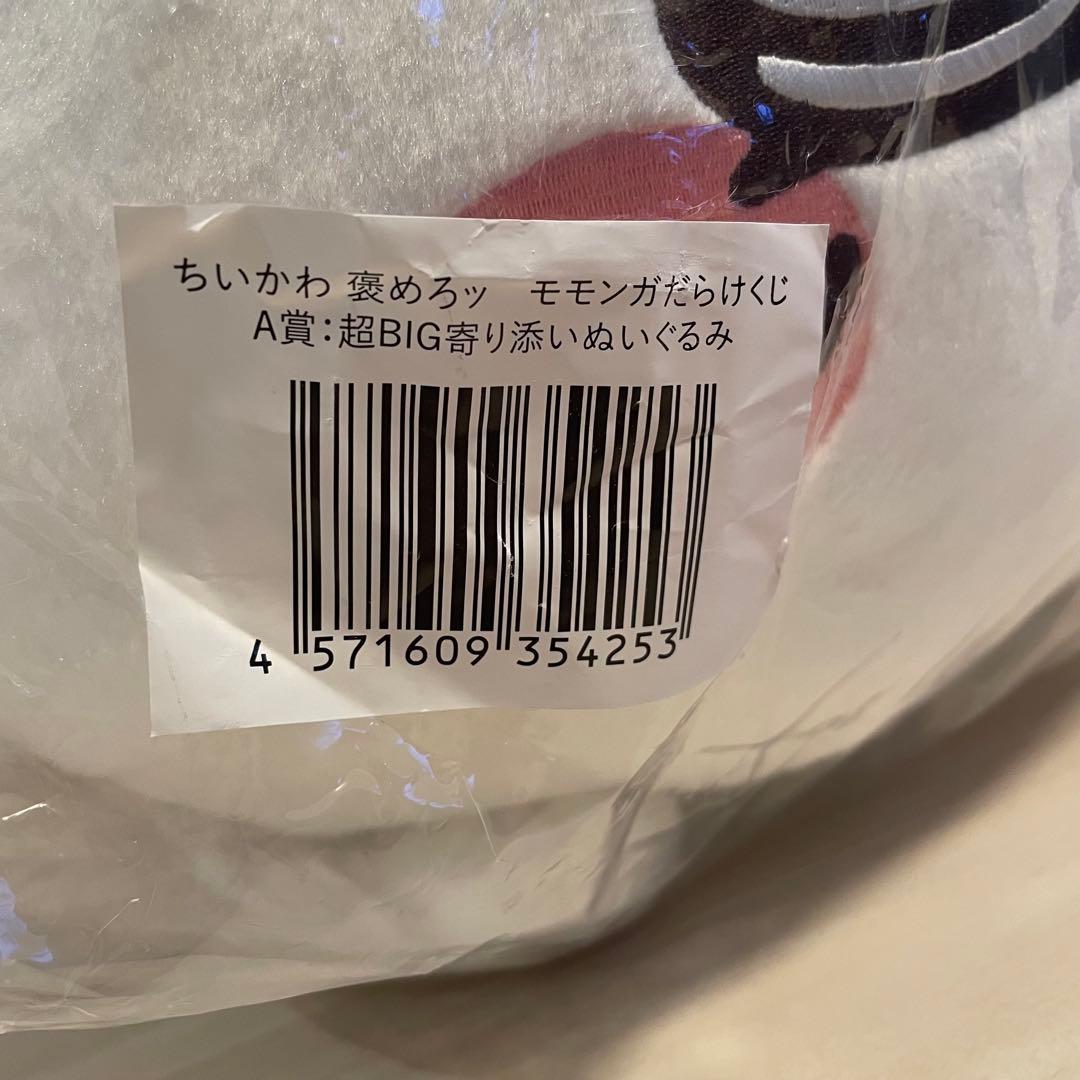 ちいかわ 褒めろッ　モモンガだらけくじ
A賞：超BIG寄り添いぬいぐるみ
4 571609 354253